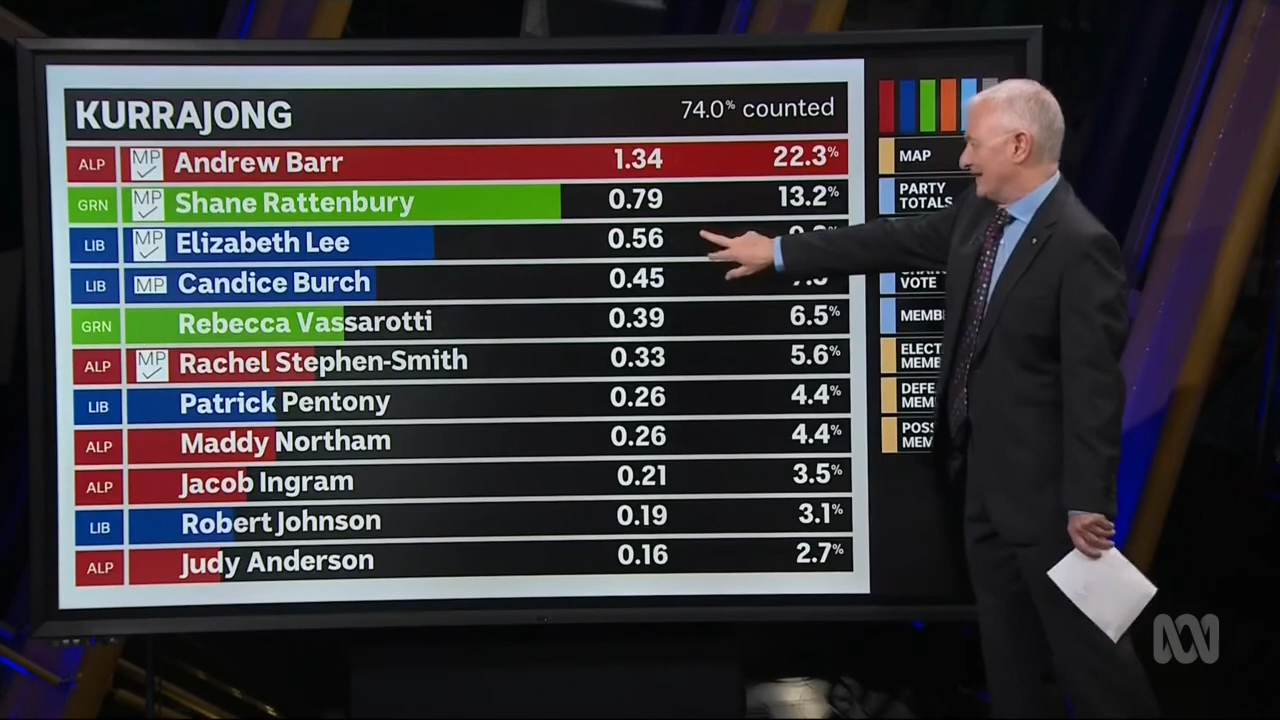 KURRAJONG 74.0% counted
ALP MP Andrew Barr 1.34 22.3%
GRN MP Shane Rattenbury 0.79 13.2%
LIB MP Elizabeth Lee 0.56
LIB MP Candice Burch 0.45
GRN Rebecca Vassarotti 0.39 6.5%
ALP MP Rachel Stephen-Smith 0.33 5.6%
LIB Patrick Pentony 0.26 4.4%
ALP Maddy Northam 0.26 4.4%
ALP Jacob Ingram 0.21 3.5%
LIB Robert Johnson 0.19 3.1%
ALP Judy Anderson 0.16 2.7%
MAP
PARTY
TOTALS
VOTE